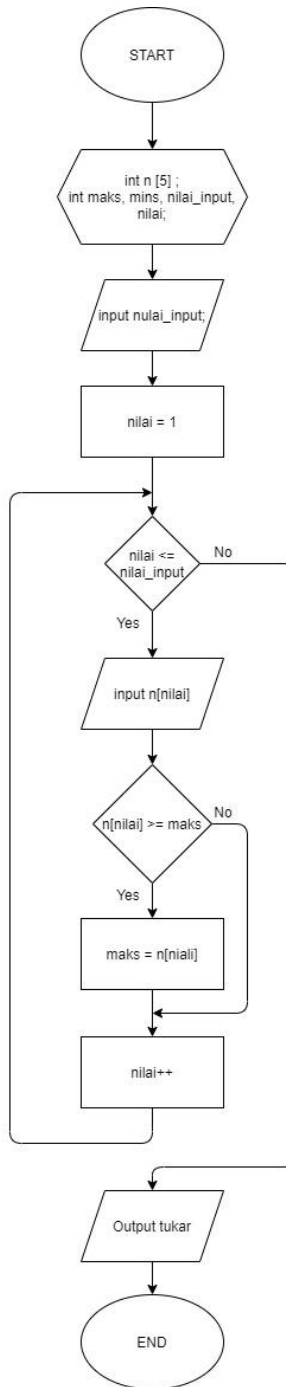 START
int n [5] ;
int maks, mins, nilai_input,
nilai;
input nulai_input;
nilai = 1
nilai <=
nilai_input
No
Yes
input n[nilai]
n[nilai] >= maks
No
Yes
maks = n[niali]
nilai++
Output tukar
END